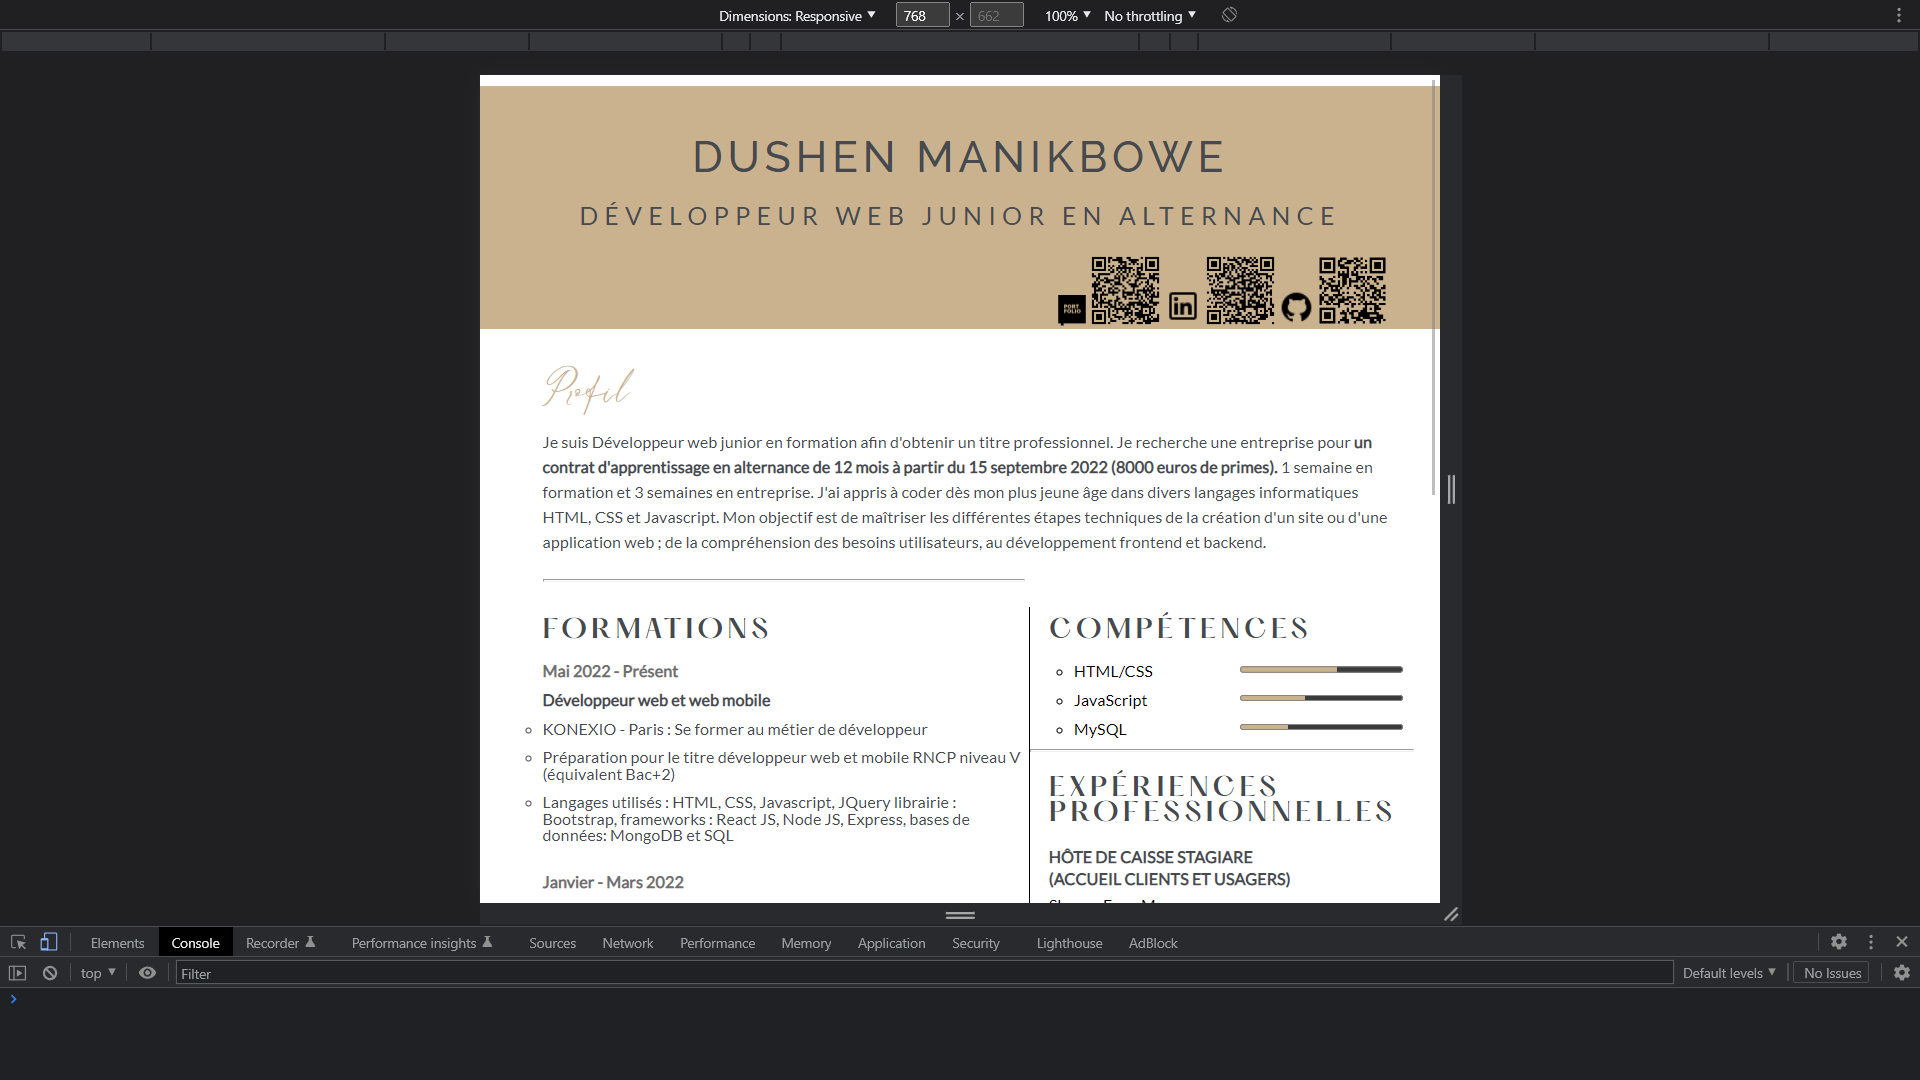 Dimensions: Responsive 768 × 662 100% No throttling
DUSHEN MANIKBOWE
DÉVELOPPEUR WEB JUNIOR EN ALTERNANCE
PORT
FOLIO
in
Profil
Je suis Développeur web junior en formation afin d'obtenir un titre professionnel. Je recherche une entreprise pour un
contrat d'apprentissage en alternance de 12 mois à partir du 15 septembre 2022 (8000 euros de primes). 1 semaine en
formation et 3 semaines en entreprise. J'ai appris à coder dès mon plus jeune âge dans divers langages informatiques
HTML, CSS et Javascript. Mon objectif est de maîtriser les différentes étapes techniques de la création d'un site ou d'une
application web ; de la compréhension des besoins utilisateurs, au développement frontend et backend.
FORMATIONS
Mai 2022 - Présent
Développeur web et web mobile
KONEXIO - Paris : Se former au métier de développeur
Préparation pour le titre développeur web et mobile RNCP niveau V
(équivalent Bac+2)
Langages utilisés : HTML, CSS, Javascript, JQuery librairie :
Bootstrap, frameworks : React JS, Node JS, Express, bases de
données: MongoDB et SQL
Janvier - Mars 2022
COMPÉTENCES
HTML/CSS
JavaScript
MySQL
EXPÉRIENCES
PROFESSIONNELLES
HÔTE DE CAISSE STAGIARE
(ACCUEIL CLIENTS ET USAGERS)
Elements Console Recorder Performance insights Sources Network Performance Memory Application Security Lighthouse AdBlock
top Filter Default levels No Issues